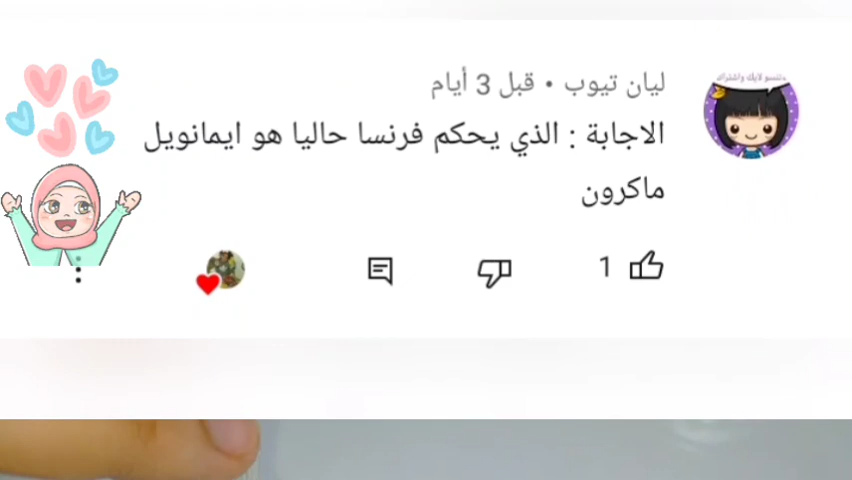 ليان تيوب • قبل 3 أيام
الاجابة : الذي يحكم فرنسا حاليا هو ايمانويل
ماكرون
1